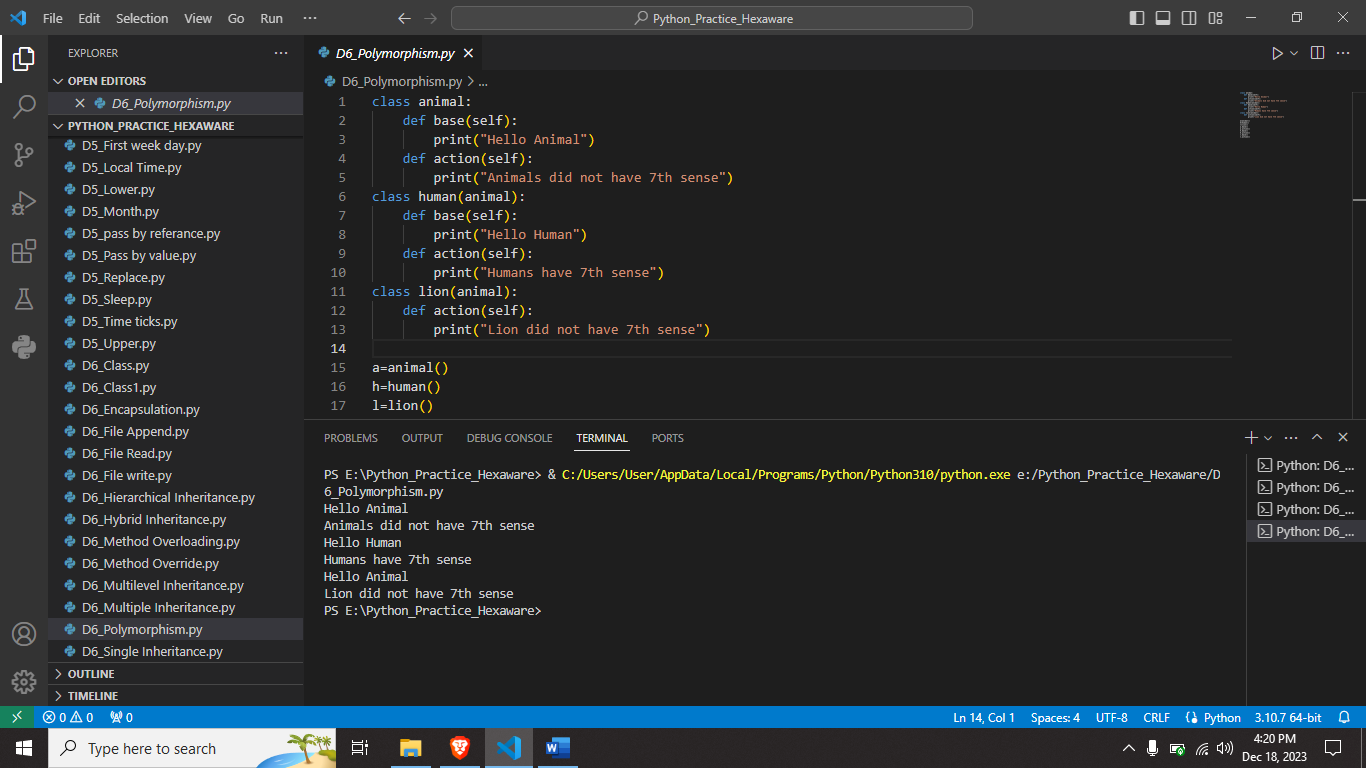 File Edit Selection View Go Run ···
Python_Practice_Hexaware
EXPLORER
OPEN EDITORS
D6_Polymorphism.py
PYTHON_PRACTICE_HEXAWARE
D5_First week day.py
D5_Local Time.py
D5_Lower.py
D5_Month.py
D5_pass by referance.py
D5_Pass by value.py
D5_Replace.py
D5_Sleep.py
D5_Time ticks.py
D5_Upper.py
D6_Class.py
D6_Class1.py
D6_Encapsulation.py
D6_File Append.py
D6_File Read.py
D6_File write.py
D6_Hierarchical Inheritance.py
D6_Hybrid Inheritance.py
D6_Method Overloading.py
D6_Method Override.py
D6_Multilevel Inheritance.py
D6_Multiple Inheritance.py
D6_Polymorphism.py
D6_Single Inheritance.py
OUTLINE
TIMELINE
D6_Polymorphism.py
D6_Polymorphism.py > ...
1 class animal:
2     def base(self):
3         print("Hello Animal")
4     def action(self):
5         print("Animals did not have 7th sense")
6 class human(animal):
7     def base(self):
8         print("Hello Human")
9     def action(self):
10         print("Humans have 7th sense")
11 class lion(animal):
12     def action(self):
13         print("Lion did not have 7th sense")
14
15 a=animal()
16 h=human()
17 l=lion()
PROBLEMS OUTPUT DEBUG CONSOLE TERMINAL PORTS
PS E:\Python_Practice_Hexaware> & C:/Users/User/AppData/Local/Programs/Python/Python310/python.exe e:/Python_Practice_Hexaware/D
6_Polymorphism.py
Hello Animal
Animals did not have 7th sense
Hello Human
Humans have 7th sense
Hello Animal
Lion did not have 7th sense
PS E:\Python_Practice_Hexaware>
Python: D6_...
Python: D6_...
Python: D6_...
Python: D6_...
0 0 0 Ln 14, Col 1 Spaces: 4 UTF-8 CRLF Python 3.10.7 64-bit
Type here to search
4:20 PM
Dec 18, 2023